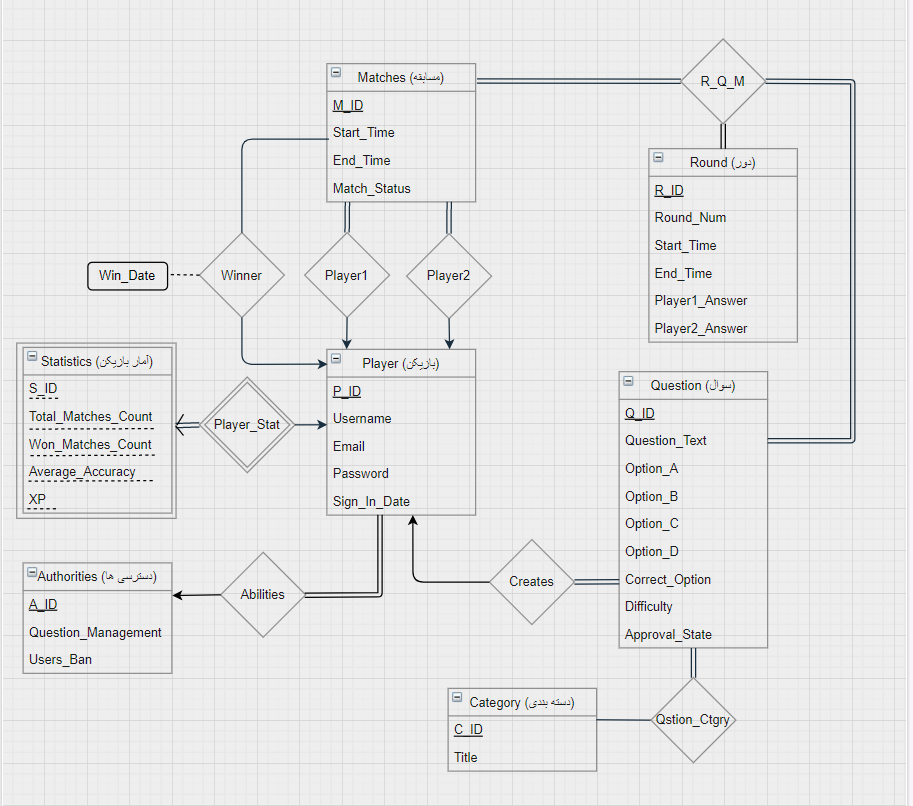 Matches (مسابقه)
M_ID
Start_Time
End_Time
Match_Status
R_Q_M
Round (دور)
R_ID
Round_Num
Start_Time
End_Time
Player1_Answer
Player2_Answer
Win_Date
Winner
Player1
Player2
Statistics (آمار بازیکن)
S_ID
Total_Matches_Count
Won_Matches_Count
Average_Accuracy
XP
Player_Stat
Player (بازیکن)
P_ID
Username
Email
Password
Sign_In_Date
Question (سوال)
Q_ID
Question_Text
Option_A
Option_B
Option_C
Option_D
Correct_Option
Difficulty
Approval_State
Authorities (دسترسی ها)
A_ID
Question_Management
Users_Ban
Abilities
Creates
Category (دسته بندی)
C_ID
Title
Qstion_Ctgry